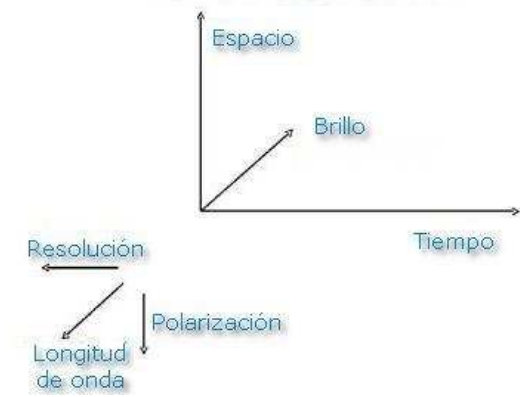 Espacio
Brillo
Tiempo
Resolución
Polarización
Longitud
de onda